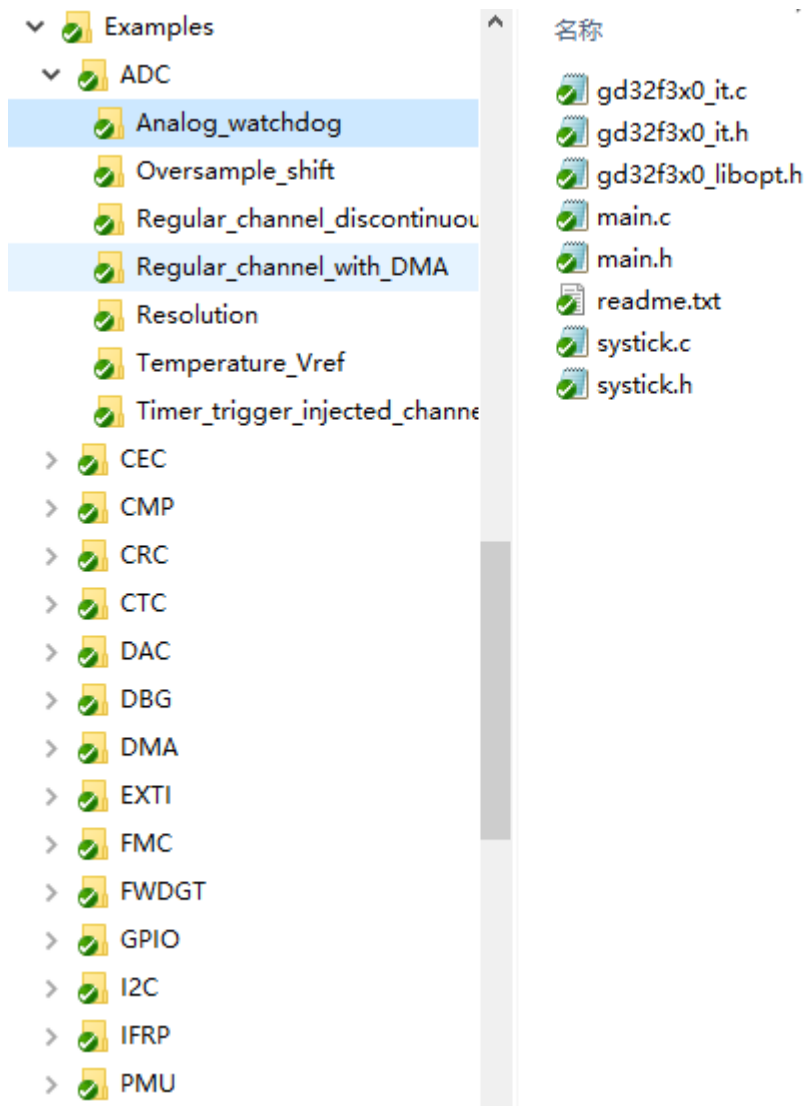 Examples
ADC
Analog_watchdog
Oversample_shift
Regular_channel_discontinuou
Regular_channel_with_DMA
Resolution
Temperature_Vref
Timer_trigger_injected_channe
CEC
CMP
CRC
CTC
DAC
DBG
DMA
EXTI
FMC
FWDGT
GPIO
I2C
IFRP
PMU
名称
gd32f3x0_it.c
gd32f3x0_it.h
gd32f3x0_libopt.h
main.c
main.h
readme.txt
systick.c
systick.h